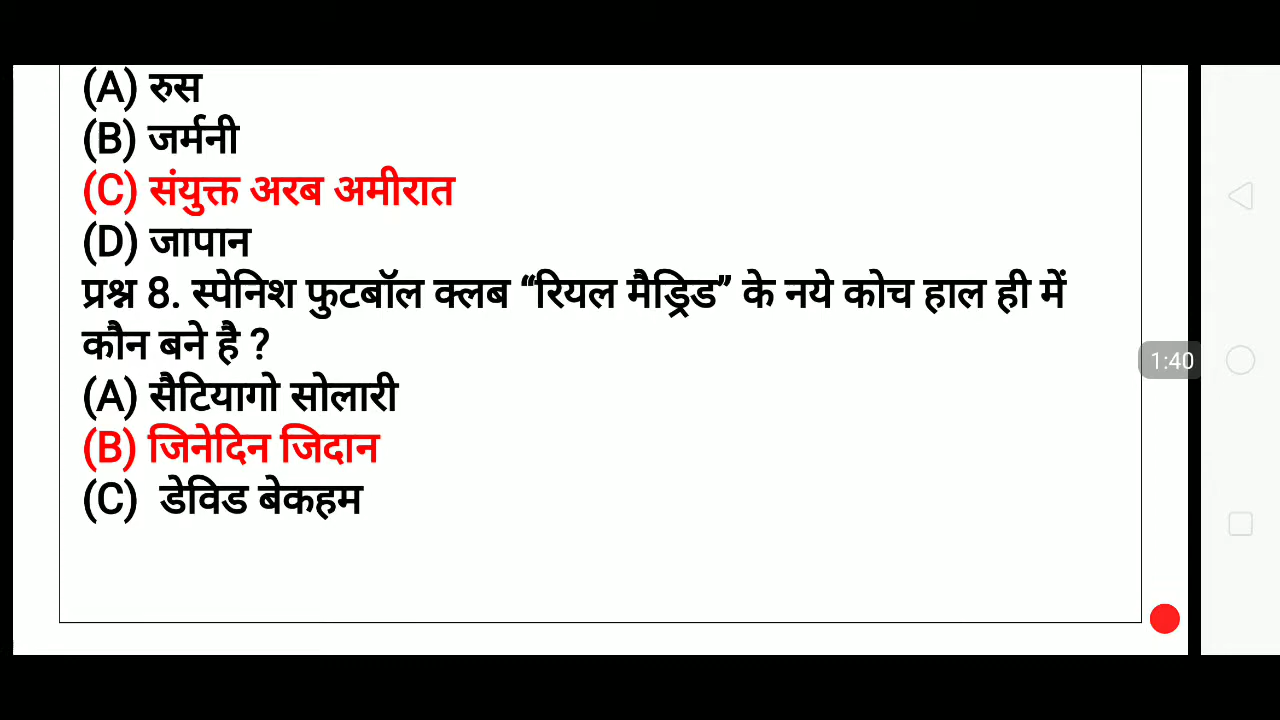 (A) रुस
(B) जर्मनी
(C) संयुक्त अरब अमीरात
(D) जापान
प्रश्न 8. स्पेनिश फुटबॉल क्लब “रियल मैड्रिड” के नये कोच हाल ही में
कौन बने है ?
(A) सैटियागो सोलारी
(B) जिनेदिन जिदान
(C) डेविड बेकहम
1:40